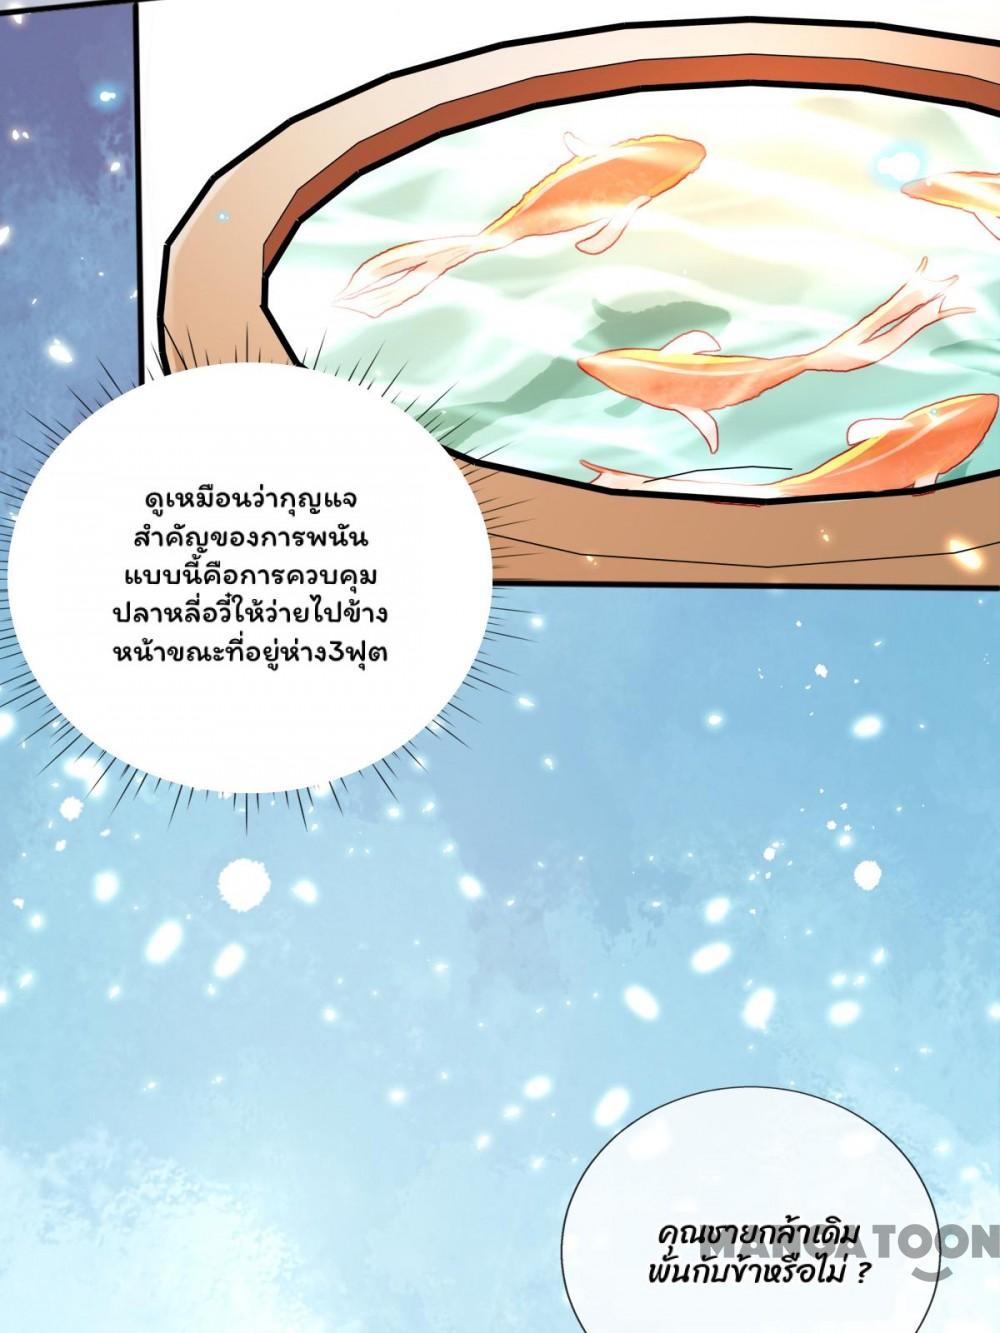 ดูเหมือนว่ากุญแจ
สำคัญของการพนัน
แบบนี้คือการควบคุม
ปลาหลี่อวี๋ให้ว่ายไปข้าง
หน้าขณะที่อยู่ห่าง3ฟุต
คุณชายกล้าเดิม
พันกับข้าหรือไม่ ?
MANGATOON